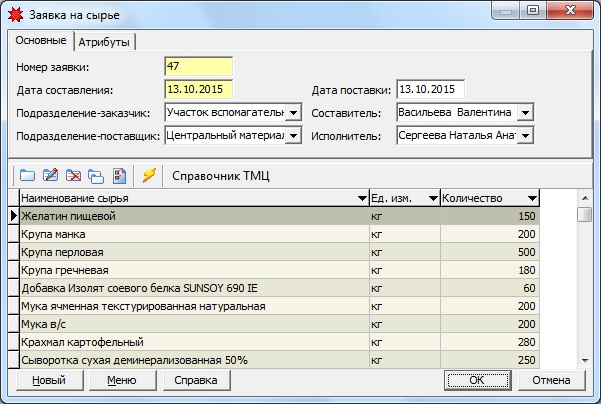 Заявка на сырье
Основные Атрибуты
Номер заявки: 47
Дата составления: 13.10.2015 Дата поставки: 13.10.2015
Подразделение-заказчик: Участок вспомагательн Составитель: Васильева Валентина
Подразделение-поставщик: Центральный материал Исполнитель: Сергеева Наталья Анат
Справочник ТМЦ
Наименование сырья Ед. изм. Количество
Желатин пищевой кг 150
Крупа манка кг 200
Крупа перловая кг 500
Крупа гречневая кг 180
Добавка Изолят соевого белка SUNSOY 690 IE кг 60
Мука ячменная текстурированная натуральная кг 200
Мука в/с кг 200
Крахмал картофельный кг 280
Сыворотка сухая деминерализованная 50% кг 250
Новый Меню Справка ОК Отмена